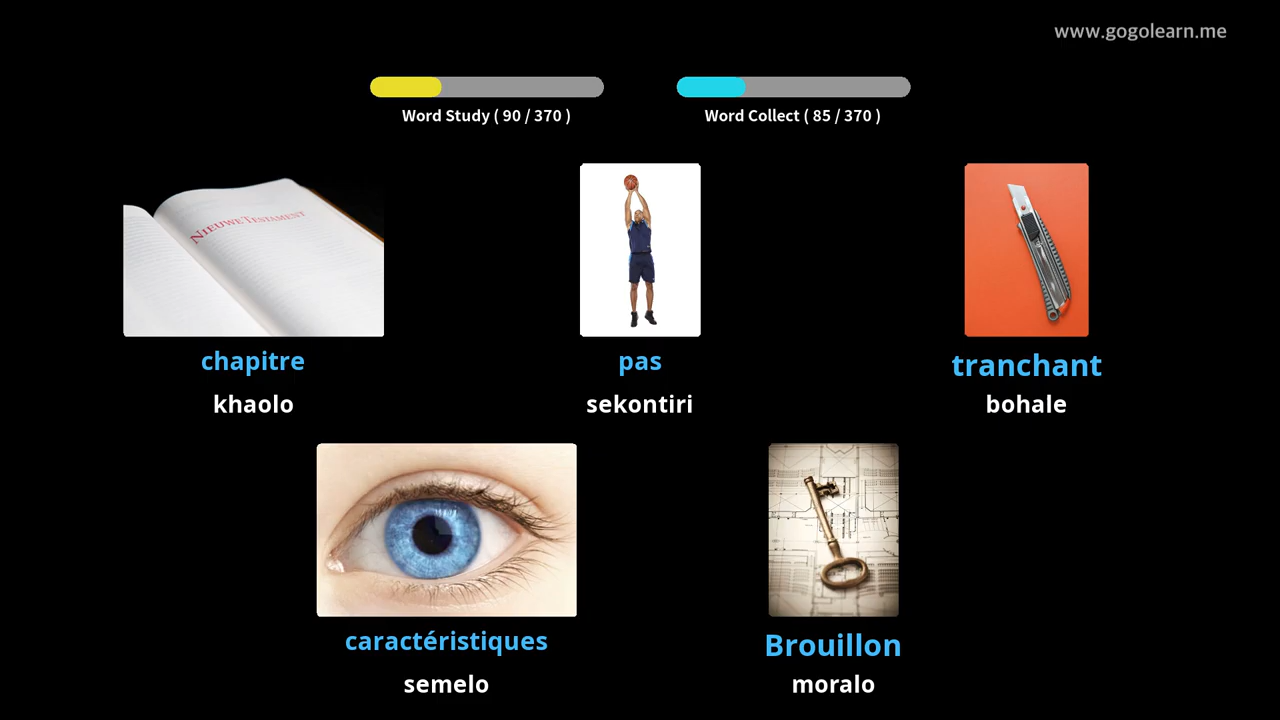 www.gogolearn.me
Word Study ( 90 / 370 )
Word Collect ( 85 / 370 )
NIEUWE TESTAMENT
chapitre
pas
tranchant
khaolo
sekontiri
bohale
caractéristiques
Brouillon
semelo
moralo